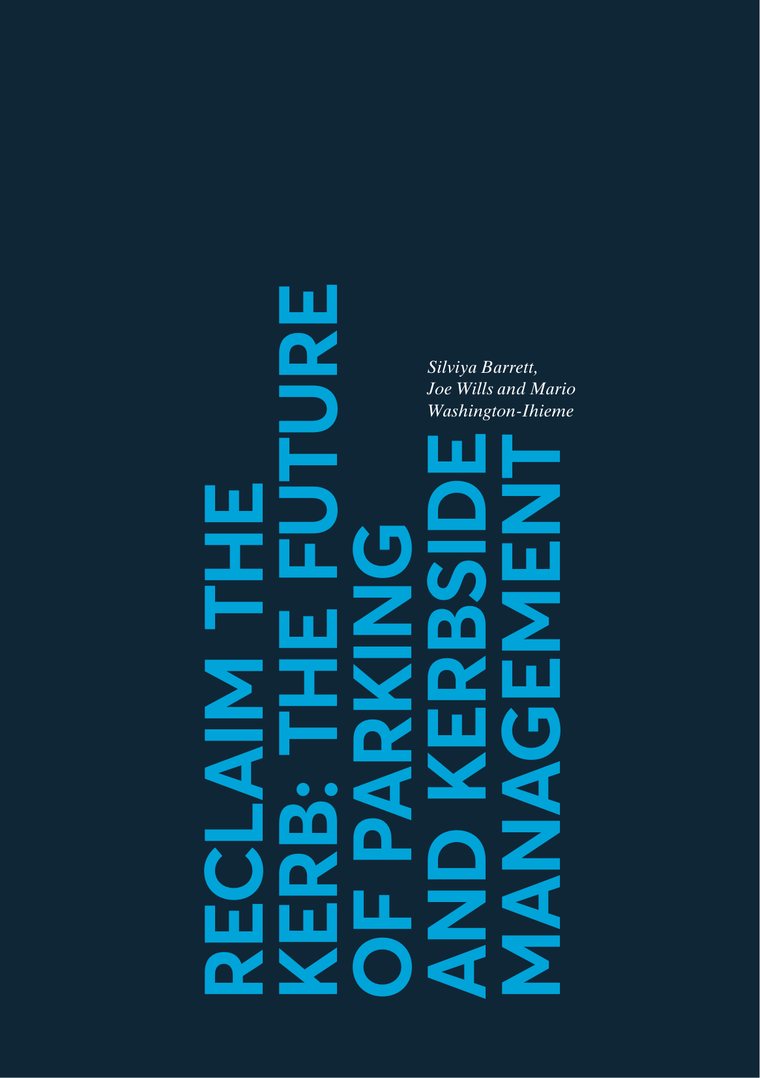 RECLAIM THE
KERB: THE FUTURE
OF PARKING
AND KERBSIDE
MANAGEMENT
Silviya Barrett,
Joe Wills and Mario
Washington-Ihieme